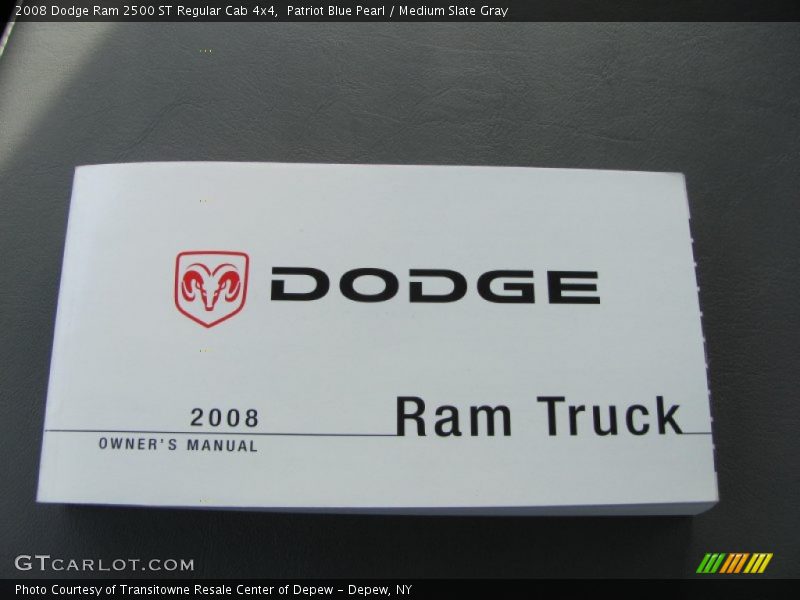 2008 Dodge Ram 2500 ST Regular Cab 4x4,  Patriot Blue Pearl / Medium Slate Gray
DODGE
2008
Ram Truck
OWNER'S MANUAL
GTCARLOT.COM
Photo Courtesy of Transitowne Resale Center of Depew – Depew, NY